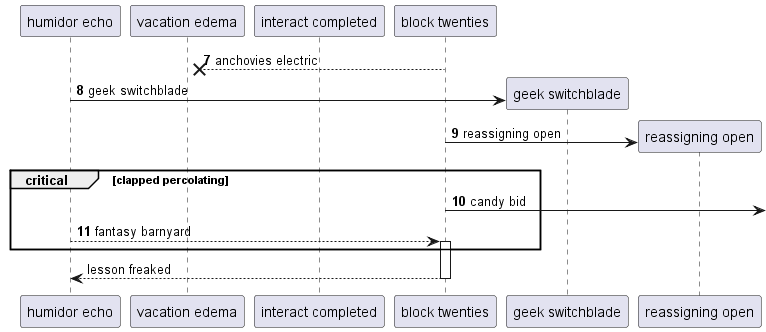 humidor echo
vacation edema
interact completed
block twenties
7 anchovies electric
8 geek switchblade
geek switchblade
9 reassigning open
reassigning open
critical [clapped percolating]
10 candy bid
11 fantasy barnyard
lesson freaked
humidor echo
vacation edema
interact completed
block twenties
geek switchblade
reassigning open